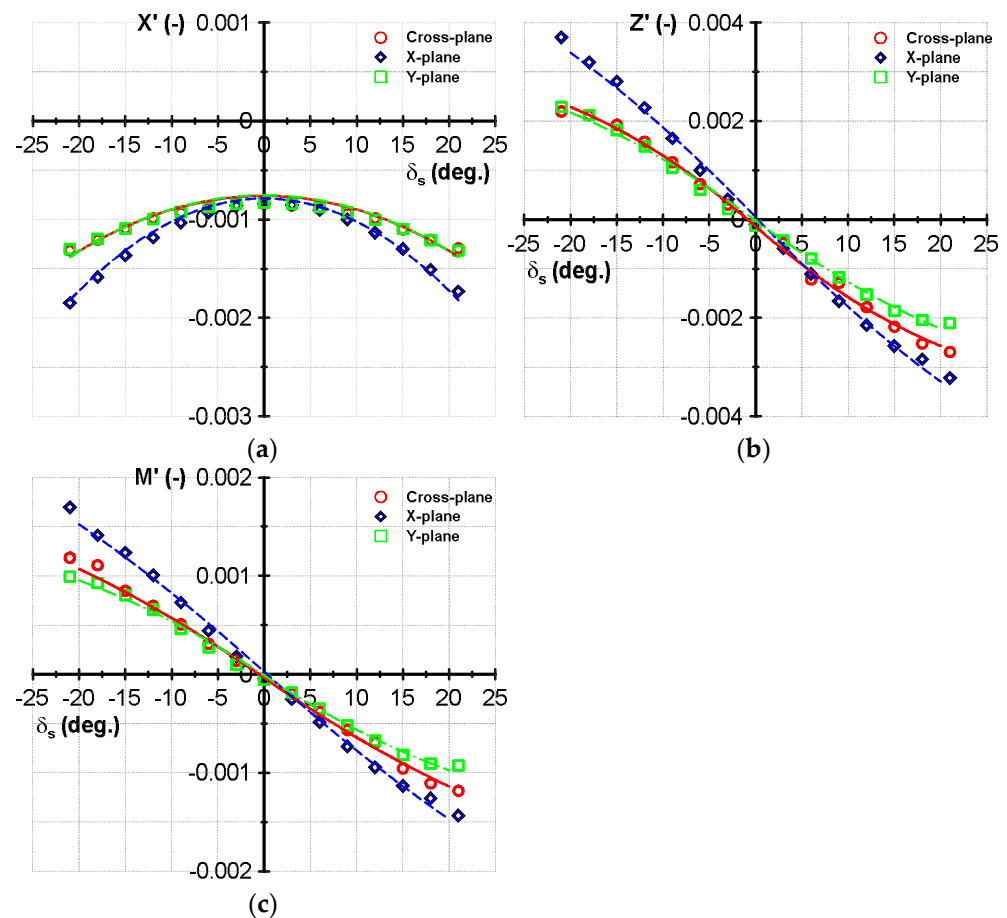 X' (-) 0.001
Cross-plane
X-plane
Y-plane
0
-25 -20 -15 -10 -5 0 5 10 15 20 25
δs (deg.)
-0.001
-0.002
-0.003
(a)
Z' (-) 0.004
Cross-plane
X-plane
Y-plane
0.002
0
-25 -20 -15 -10 -5 0 5 10 15 20 25
δs (deg.)
-0.002
-0.004
(b)
M' (-) 0.002
Cross-plane
X-plane
Y-plane
0.001
0
-25 -20 -15 -10 -5 0 5 10 15 20 25
δs (deg.)
-0.001
-0.002
(c)